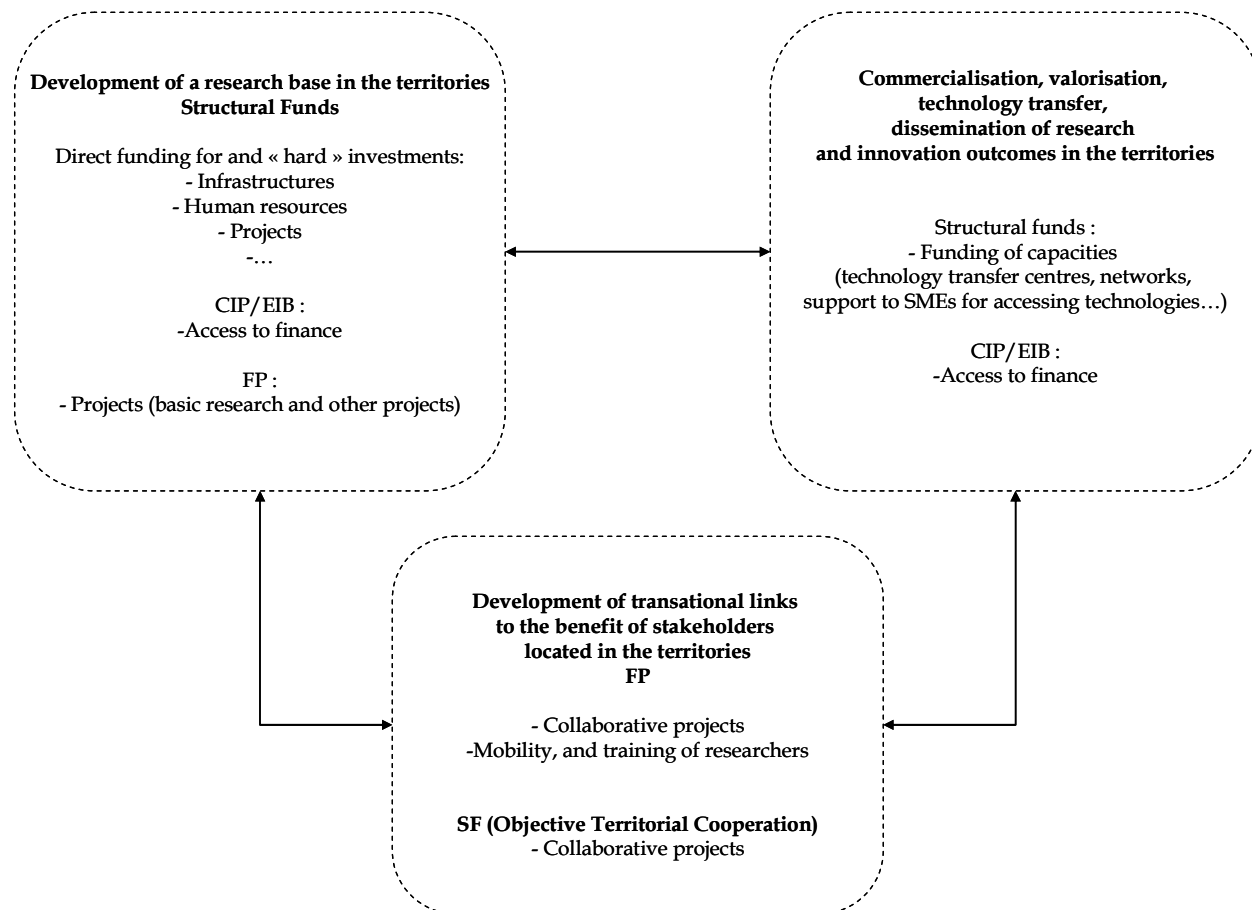 Development of a research base in the territories
Structural Funds
Direct funding for and « hard » investments:
- Infrastructures
- Human resources
- Projects
-…
CIP/EIB :
-Access to finance
FP :
- Projects (basic research and other projects)
Commercialisation, valorisation,
technology transfer,
dissemination of research
and innovation outcomes in the territories
Structural funds :
- Funding of capacities
(technology transfer centres, networks,
support to SMEs for accessing technologies…)
CIP/EIB :
-Access to finance
Development of transational links
to the benefit of stakeholders
located in the territories
FP
- Collaborative projects
-Mobility, and training of researchers
SF (Objective Territorial Cooperation)
- Collaborative projects